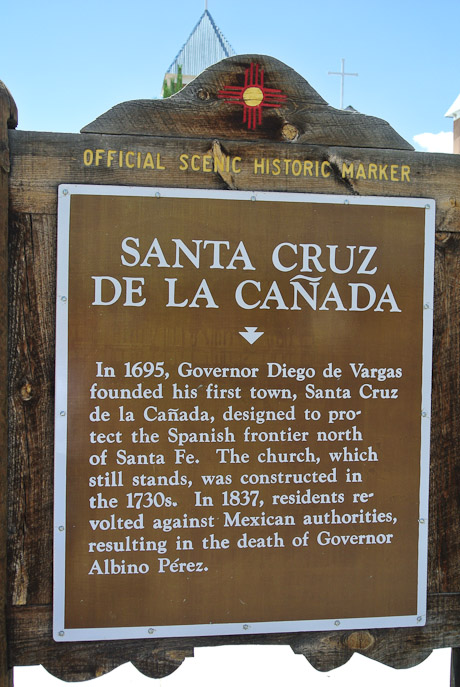 OFFICIAL SCENIC HISTORIC MARKER
SANTA CRUZ
DE LA CAÑADA
In 1695, Governor Diego de Vargas
founded his first town, Santa Cruz
de la Cañada, designed to pro-
tect the Spanish frontier north
of Santa Fe. The church, which
still stands, was constructed in
the 1730s. In 1837, residents re-
volted against Mexican authorities,
resulting in the death of Governor
Albino Pérez.